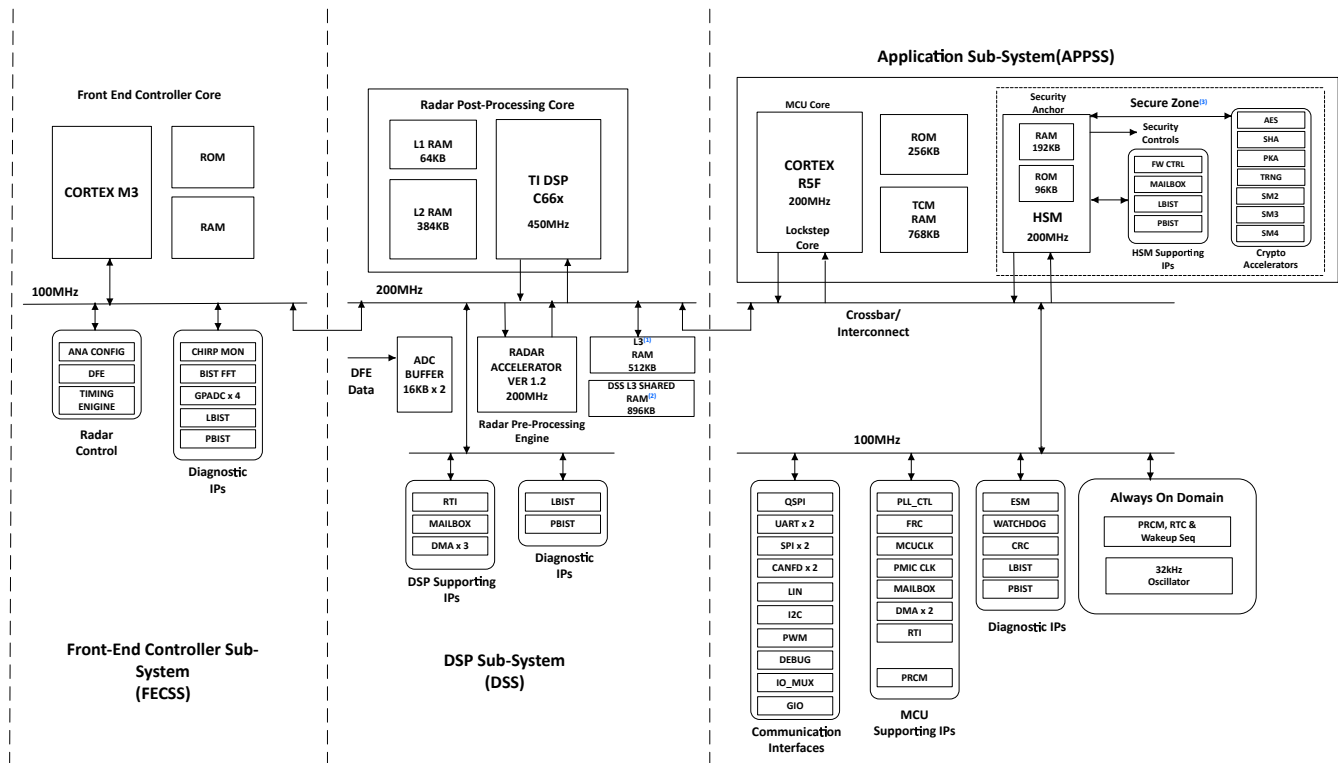 Application Sub-System(APPSS)
Front End Controller Core
CORTEX M3
ROM
RAM
100MHz
ANA CONFIG
DFE
TIMING
ENIGINE
Radar
Control
CHIRP MON
BIST FFT
GPADC x 4
LBIST
PBIST
Diagnostic
IPs
Front-End Controller Sub-
System
(FECSS)
Radar Post-Processing Core
L1 RAM
64KB
L2 RAM
384KB
TI DSP
C66x
450MHz
200MHz
DFE
Data
ADC
BUFFER
16KB x 2
RADAR
ACCELERATOR
VER 1.2
200MHz
Radar Pre-Processing
Engine
L3(1)
RAM
512KB
DSS L3 SHARED
RAM(2)
896KB
RTI
MAILBOX
DMA x 3
DSP Supporting
IPs
LBIST
PBIST
Diagnostic
IPs
DSP Sub-System
(DSS)
MCU Core
CORTEX
R5F
200MHz
Lockstep
Core
ROM
256KB
TCM
RAM
768KB
Security
Anchor
RAM
192KB
ROM
96KB
HSM
200MHz
Secure Zone(3)
Security
Controls
FW CTRL
MAILBOX
LBIST
PBIST
HSM Supporting
IPs
AES
SHA
PKA
TRNG
SM2
SM3
SM4
Crypto
Accelerators
Crossbar/
Interconnect
100MHz
QSPI
UART x 2
SPI x 2
CANFD x 2
LIN
I2C
PWM
DEBUG
IO_MUX
GIO
Communication
Interfaces
PLL_CTL
FRC
MCUCLK
PMIC CLK
MAILBOX
DMA x 2
RTI
PRCM
MCU
Supporting IPs
ESM
WATCHDOG
CRC
LBIST
PBIST
Diagnostic IPs
Always On Domain
PRCM, RTC &
Wakeup Seq
32kHz
Oscillator